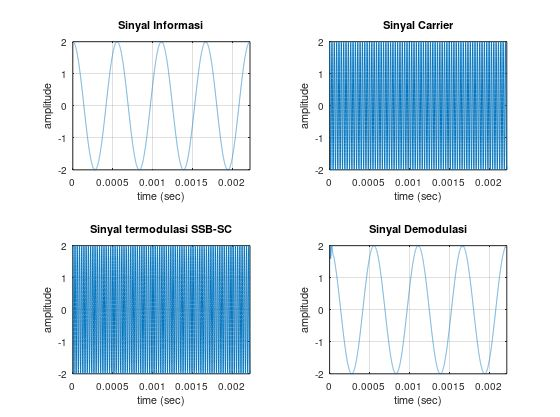 Sinyal Informasi
2
1
0
-1
-2
amplitude
0 0.0005 0.001 0.0015 0.002
time (sec)
Sinyal Carrier
2
1
0
-1
-2
amplitude
0 0.0005 0.001 0.0015 0.002
time (sec)
Sinyal termodulasi SSB-SC
2
1
0
-1
-2
amplitude
0 0.0005 0.001 0.0015 0.002
time (sec)
Sinyal Demodulasi
2
1
0
-1
-2
amplitude
0 0.0005 0.001 0.0015 0.002
time (sec)